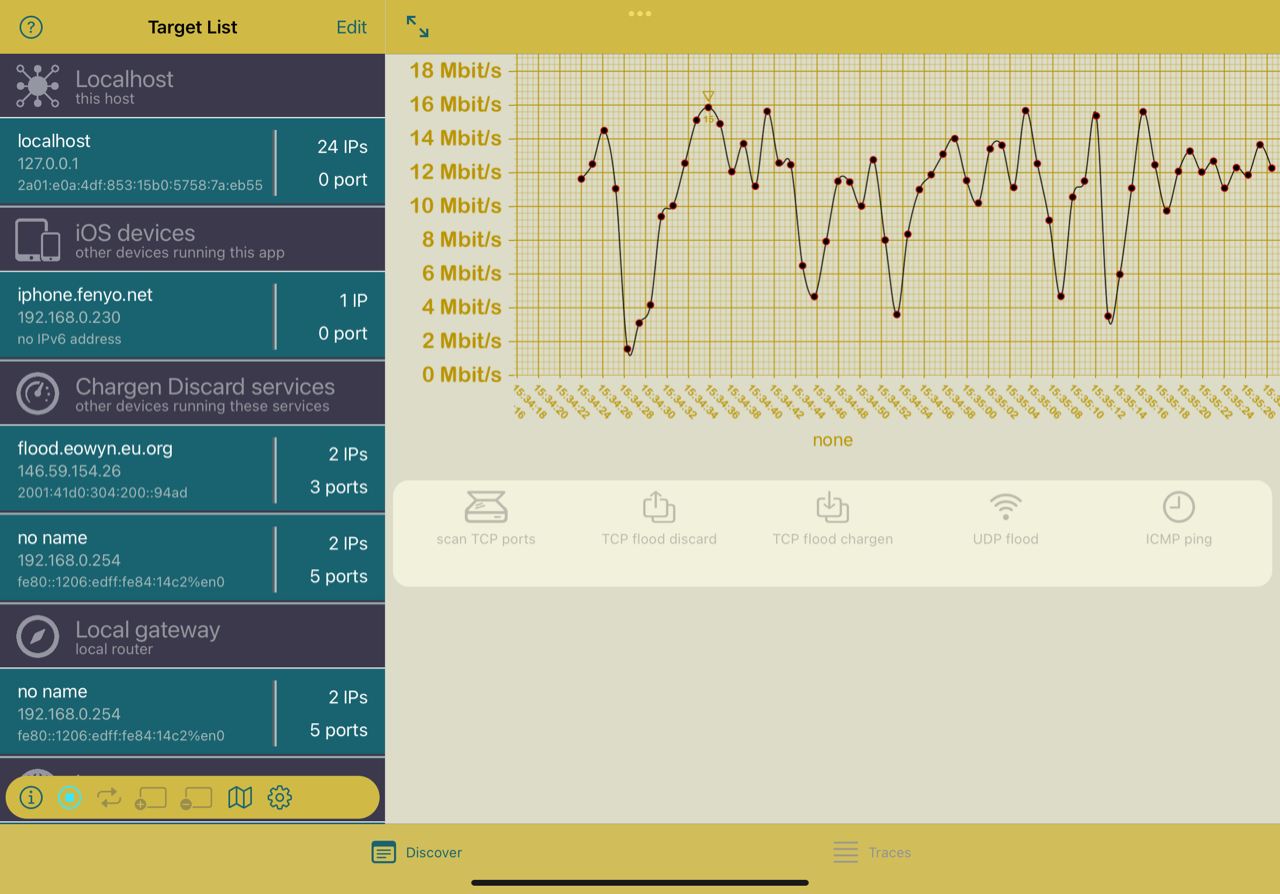 Target List
Edit
Localhost
this host
localhost
127.0.0.1
2a01:e0a:4df:853:15b0:5758:7a:eb55
24 IPs
0 port
iOS devices
other devices running this app
iphone.fenyo.net
192.168.0.230
no IPv6 address
1 IP
0 port
Chargen Discard services
other devices running these services
flood.eowyn.eu.org
146.59.154.26
2001:41d0:304:200::94ad
2 IPs
3 ports
no name
192.168.0.254
fe80::1206:edff:fe84:14c2%en0
2 IPs
5 ports
Local gateway
local router
no name
192.168.0.254
fe80::1206:edff:fe84:14c2%en0
2 IPs
5 ports
18 Mbit/s
16 Mbit/s
14 Mbit/s
12 Mbit/s
10 Mbit/s
8 Mbit/s
6 Mbit/s
4 Mbit/s
2 Mbit/s
0 Mbit/s
15
15:34:18
15:34:20
15:34:22
15:34:24
15:34:26
15:34:28
15:34:30
15:34:32
15:34:34
15:34:36
15:34:38
15:34:40
15:34:42
15:34:44
15:34:46
15:34:48
15:34:50
15:34:52
15:34:54
15:34:56
15:34:58
15:35:00
15:35:02
15:35:04
15:35:06
15:35:08
15:35:10
15:35:12
15:35:14
15:35:16
15:35:18
15:35:20
15:35:22
15:35:24
15:35:26
none
scan TCP ports
TCP flood discard
TCP flood chargen
UDP flood
ICMP ping
Discover
Traces